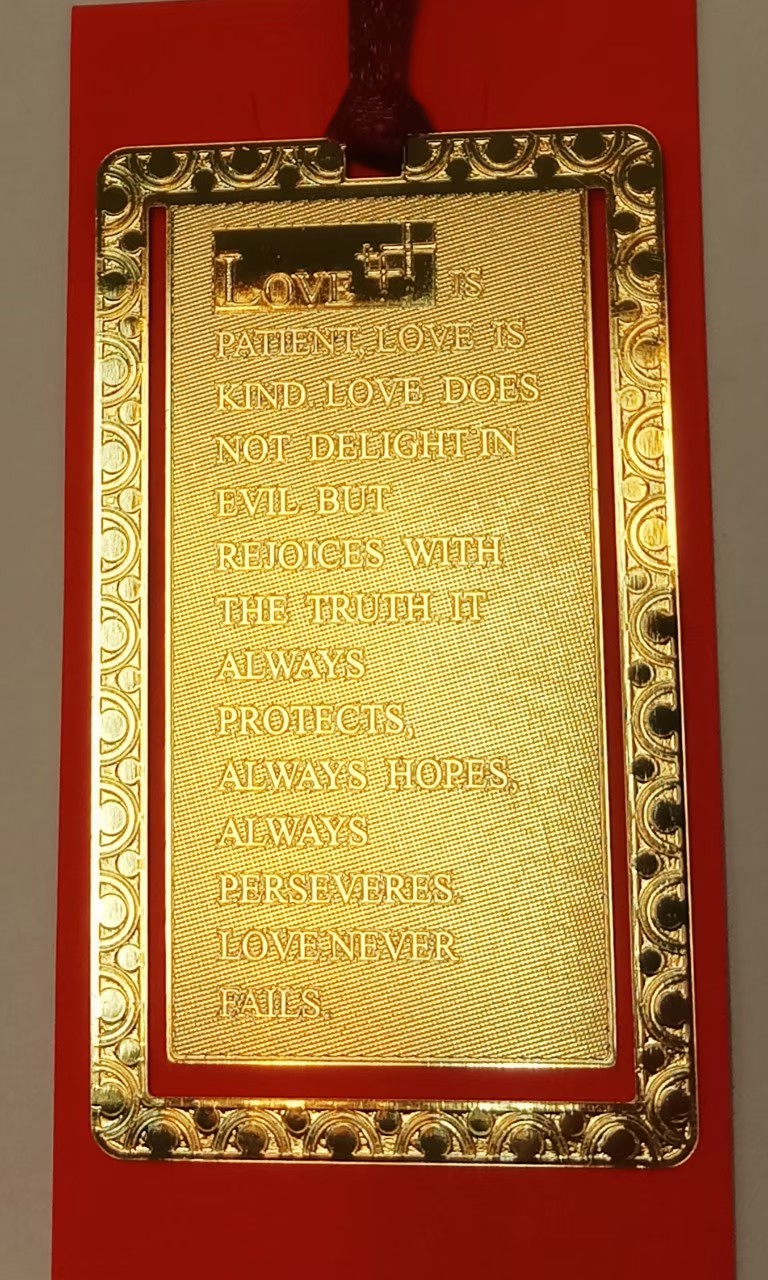 LOVE IS
PATIENT, LOVE IS
KIND. LOVE DOES
NOT DELIGHT IN
EVIL BUT
REJOICES WITH
THE TRUTH. IT
ALWAYS
PROTECTS,
ALWAYS HOPES,
ALWAYS
PERSEVERES.
LOVE NEVER
FAILS.